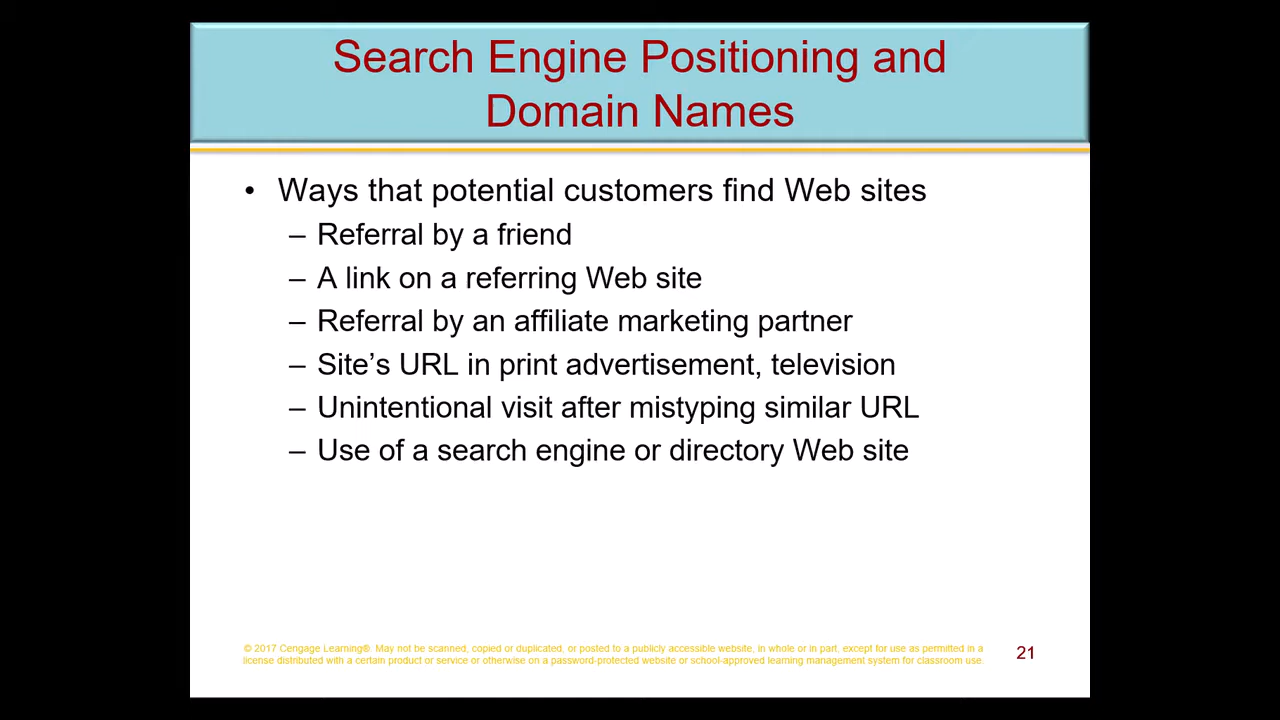 Search Engine Positioning and
Domain Names
• Ways that potential customers find Web sites
– Referral by a friend
– A link on a referring Web site
– Referral by an affiliate marketing partner
– Site’s URL in print advertisement, television
– Unintentional visit after mistyping similar URL
– Use of a search engine or directory Web site
© 2017 Cengage Learning®. May not be scanned, copied or duplicated, or posted to a publicly accessible website, in whole or in part, except for use as permitted in a
license distributed with a certain product or service or otherwise on a password-protected website or school-approved learning management system for classroom use.
21